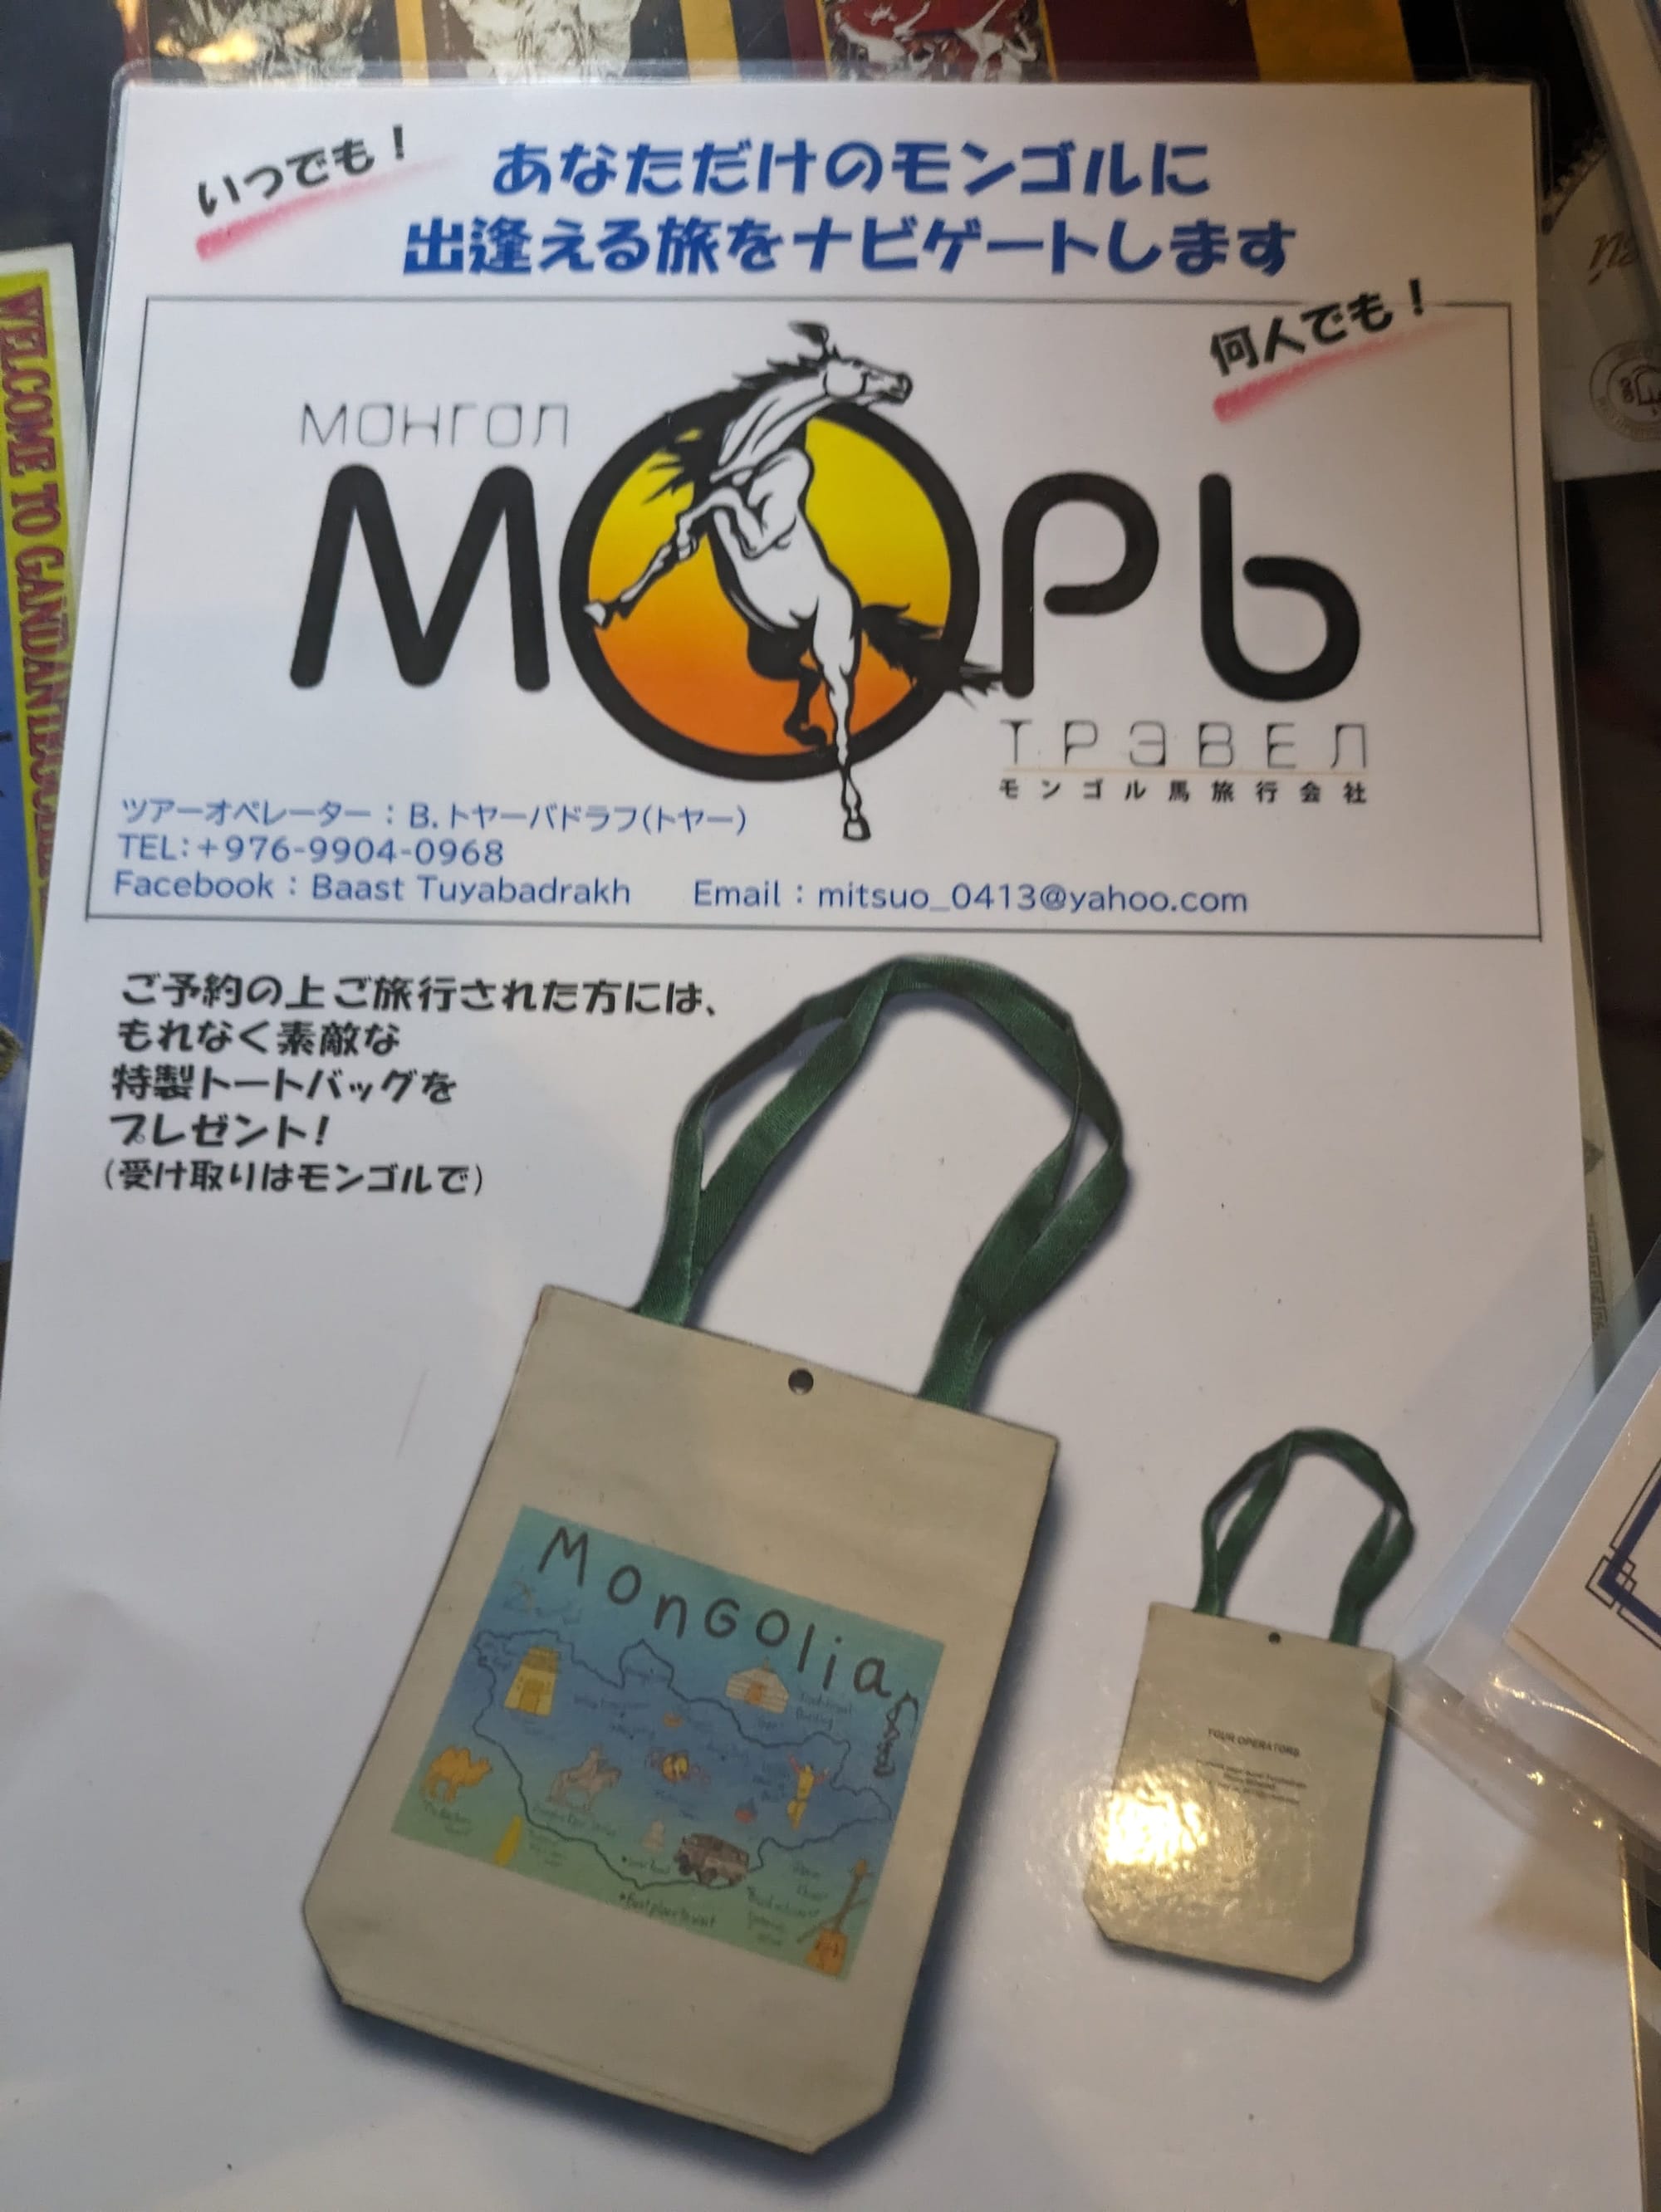 いつでも！
あなただけのモンゴルに
出逢える旅をナビゲートします
何人でも！
МОНГОЛ
МОРЬ
ТРЭВЕЛ
モンゴル馬旅行会社
ツアーオペレーター：B.トヤーバドラフ(トヤー)
TEL:+976-9904-0968
Facebook：Baast Tuyabadrakh Email：mitsuo_0413@yahoo.com
ご予約の上ご旅行された方には、
もれなく素敵な
特製トートバッグを
プレゼント！
(受け取りはモンゴルで)
MonGolia
TOUR OPERATORS
WELCOME TO